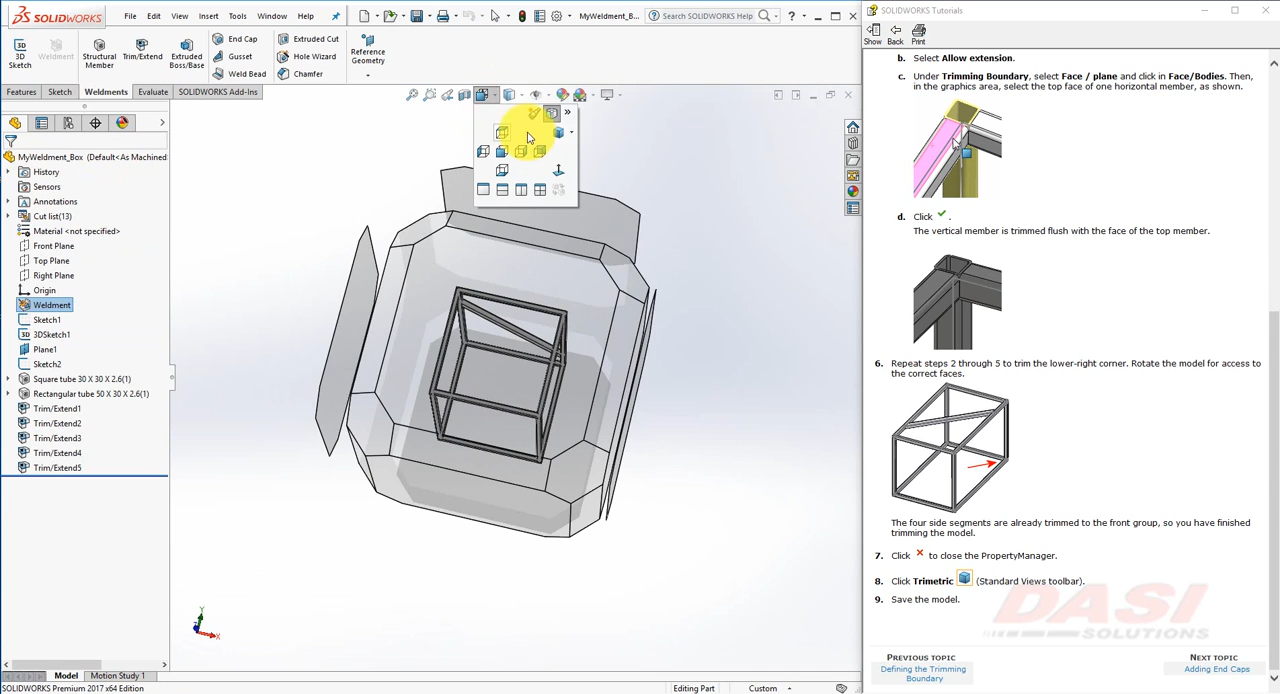 SOLIDWORKS
File
Edit
View
Insert
Tools
Window
Help
MyWeldment_B...
Search SOLIDWORKS Help
3D
Sketch
Weldment
Structural
Member
Trim/Extend
Extruded
Boss/Base
End Cap
Gusset
Weld Bead
Extruded Cut
Hole Wizard
Chamfer
Reference
Geometry
Features
Sketch
Weldments
Evaluate
SOLIDWORKS Add-Ins
MyWeldment_Box (Default<As Machined
History
Sensors
Annotations
Cut list(13)
Material <not specified>
Front Plane
Top Plane
Right Plane
Origin
Weldment
Sketch1
3DSketch1
Plane1
Sketch2
Square tube 30 X 30 X 2.6(1)
Rectangular tube 50 X 30 X 2.6(1)
Trim/Extend1
Trim/Extend2
Trim/Extend3
Trim/Extend4
Trim/Extend5
Y
X
Model
Motion Study 1
SOLIDWORKS Premium 2017 x64 Edition
Editing Part
Custom
SOLIDWORKS Tutorials
Show
Back
Print
b. Select Allow extension.
c. Under Trimming Boundary, select Face / plane and click in Face/Bodies. Then,
in the graphics area, select the top face of one horizontal member, as shown.
d. Click .
The vertical member is trimmed flush with the face of the top member.
6. Repeat steps 2 through 5 to trim the lower-right corner. Rotate the model for access to
the correct faces.
The four side segments are already trimmed to the front group, so you have finished
trimming the model.
7. Click to close the PropertyManager.
8. Click Trimetric (Standard Views toolbar).
9. Save the model.
DASI
SOLUTIONS
PREVIOUS TOPIC
Defining the Trimming
Boundary
NEXT TOPIC
Adding End Caps